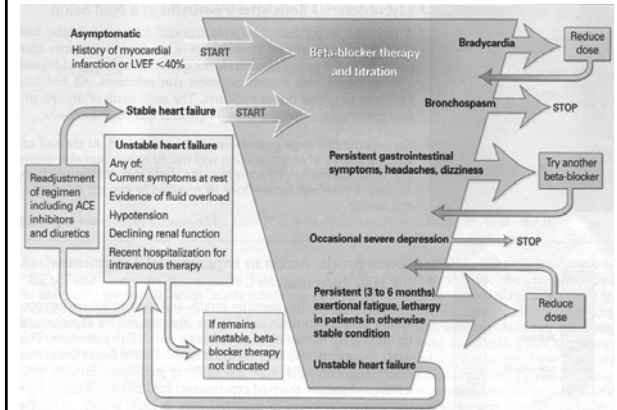 Asymptomatic
History of myocardial
infarction or LVEF <40%
START
Beta-blocker therapy
and titration
Bradycardia
Reduce
dose
Stable heart failure
START
Bronchospasm
STOP
Unstable heart failure
Any of:
Current symptoms at rest
Evidence of fluid overload
Hypotension
Declining renal function
Recent hospitalization for
intravenous therapy
Readjustment
of regimen
including ACE
inhibitors
and diuretics
Persistent gastrointestinal
symptoms, headaches, dizziness
Try another
beta-blocker
Occasional severe depression
STOP
Persistent (3 to 6 months)
exertional fatigue, lethargy
in patients in otherwise
stable condition
Reduce
dose
If remains
unstable, beta-
blocker therapy
not indicated
Unstable heart failure